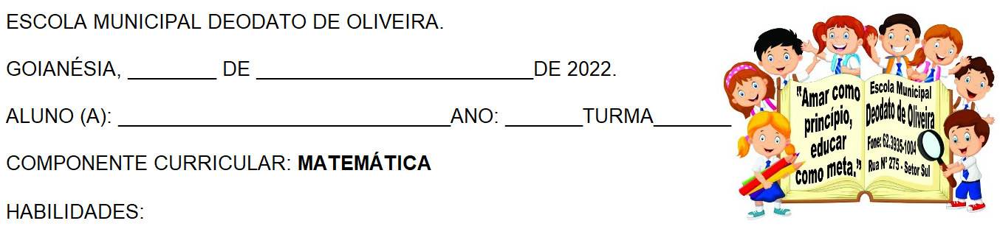 ESCOLA MUNICIPAL DEODATO DE OLIVEIRA.
GOIANÉSIA, ________ DE _________________________DE 2022.
ALUNO (A): ______________________________ANO: _______TURMA_______
COMPONENTE CURRICULAR: MATEMÁTICA
HABILIDADES:
"Amar como
princípio,
educar
como meta."
Escola Municipal
Deodato de Oliveira
Fone: 62.3935-1004
Rua Nº 275 - Setor Sul